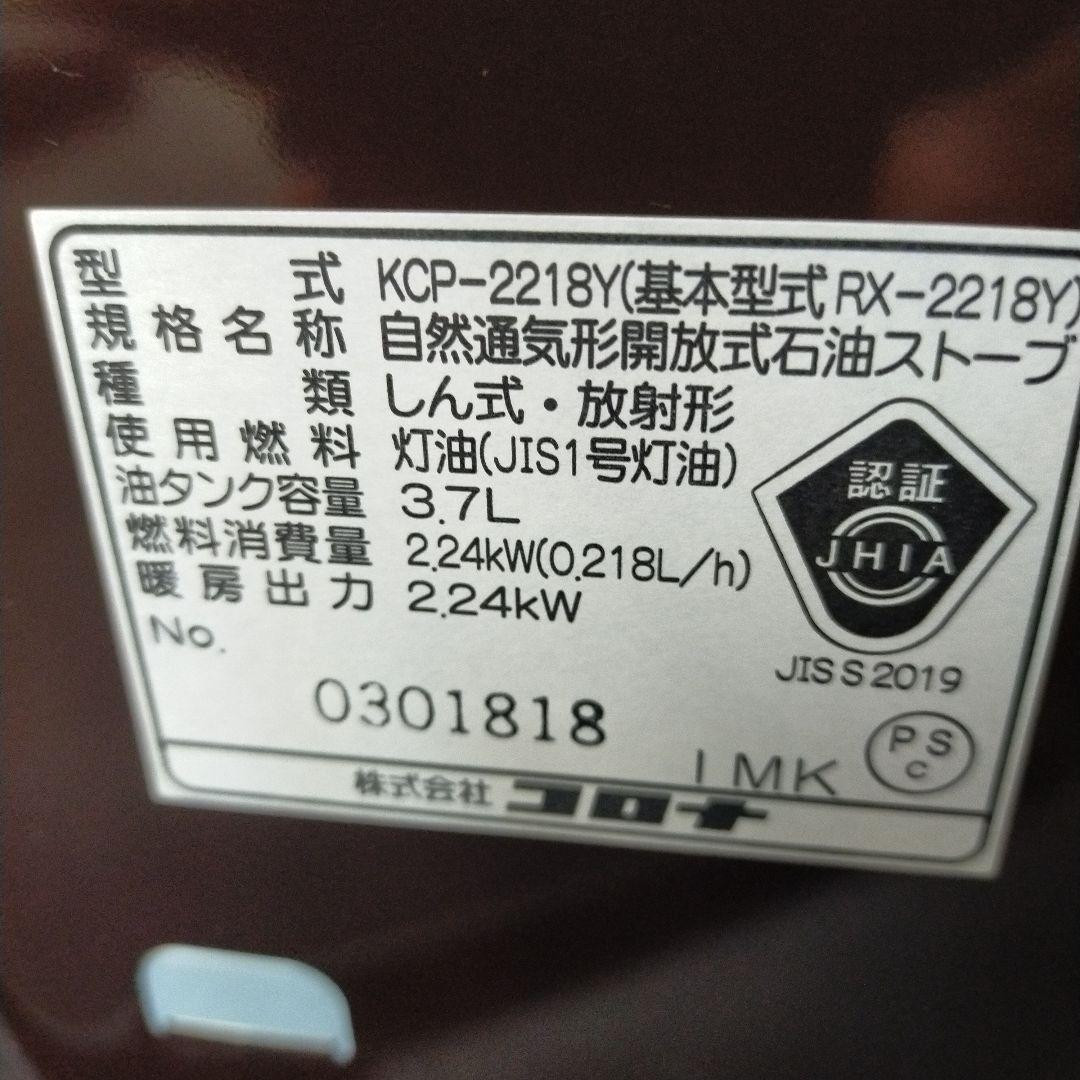 型式 KCP-2218Y(基本型式 RX-2218Y)
規格名称 自然通気形開放式石油ストーブ
種類 しん式・放射形
使用燃料 灯油(JIS1号灯油)
油タンク容量 3.7L
燃料消費量 2.24kW(0.218L/h)
暖房出力 2.24kW
No.
0301818
認証
JHIA
JIS S 2019
IMK
PS
C
株式会社 コロナ